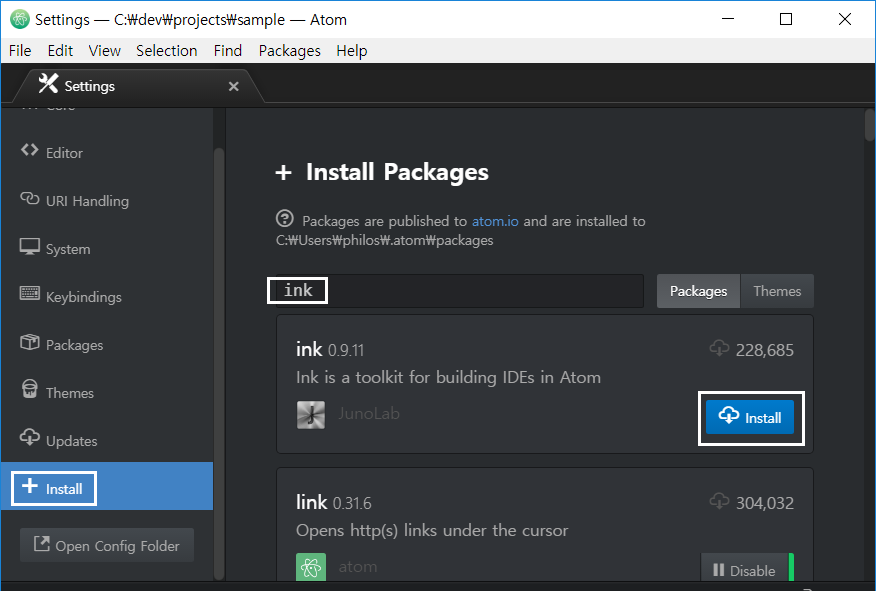 Settings — C:₩dev₩projects₩sample — Atom
File Edit View Selection Find Packages Help
Settings
Core
Editor
URI Handling
System
Keybindings
Packages
Themes
Updates
Install
Open Config Folder
Install Packages
Packages are published to atom.io and are installed to
C:₩Users₩philos₩.atom₩packages
ink
Packages Themes
ink 0.9.11 228,685
Ink is a toolkit for building IDEs in Atom
JunoLab
Install
link 0.31.6 304,032
Opens http(s) links under the cursor
atom
Disable